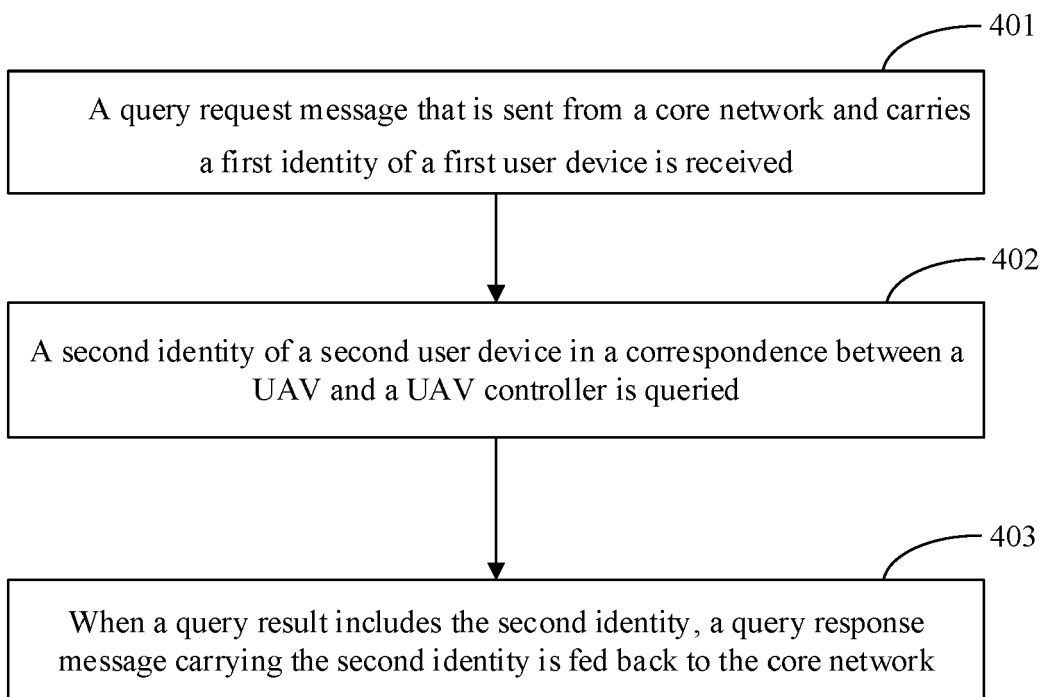 401
A query request message that is sent from a core network and carries
a first identity of a first user device is received
402
A second identity of a second user device in a correspondence between a
UAV and a UAV controller is queried
403
When a query result includes the second identity, a query response
message carrying the second identity is fed back to the core network